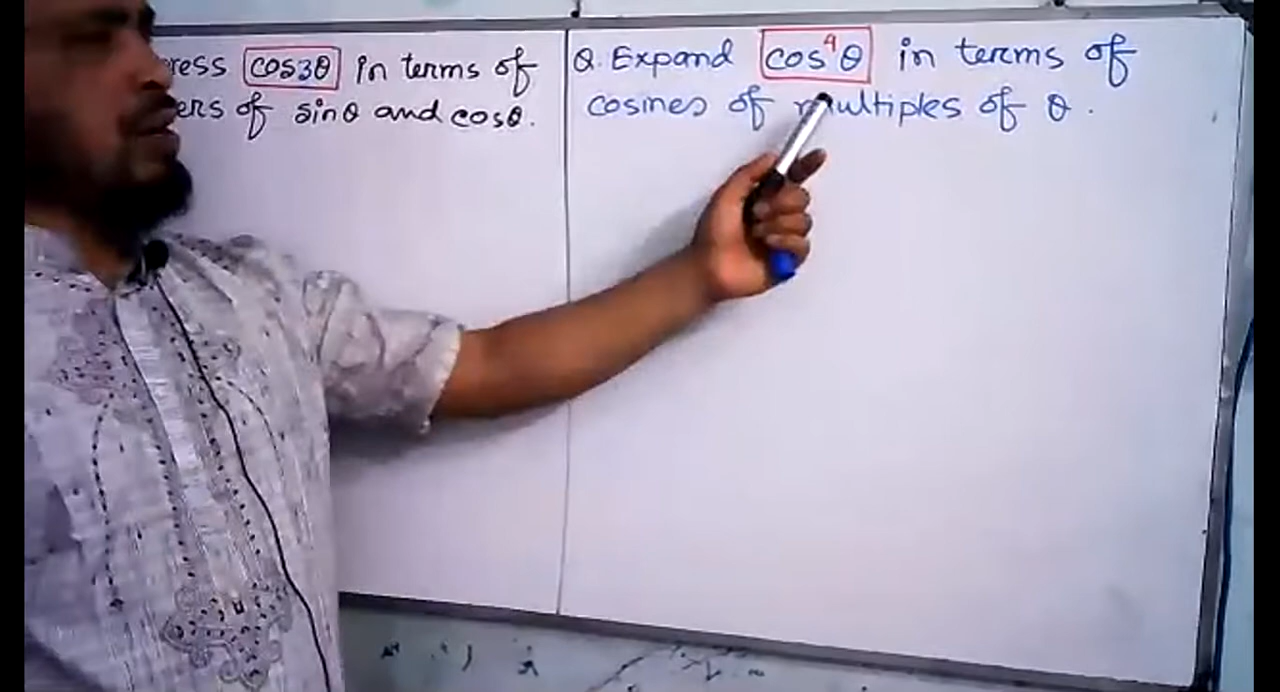 ress cos3θ in terms of
ers of sinθ and cosθ.
Q. Expand cos⁴θ in terms of
cosines of multiples of θ.